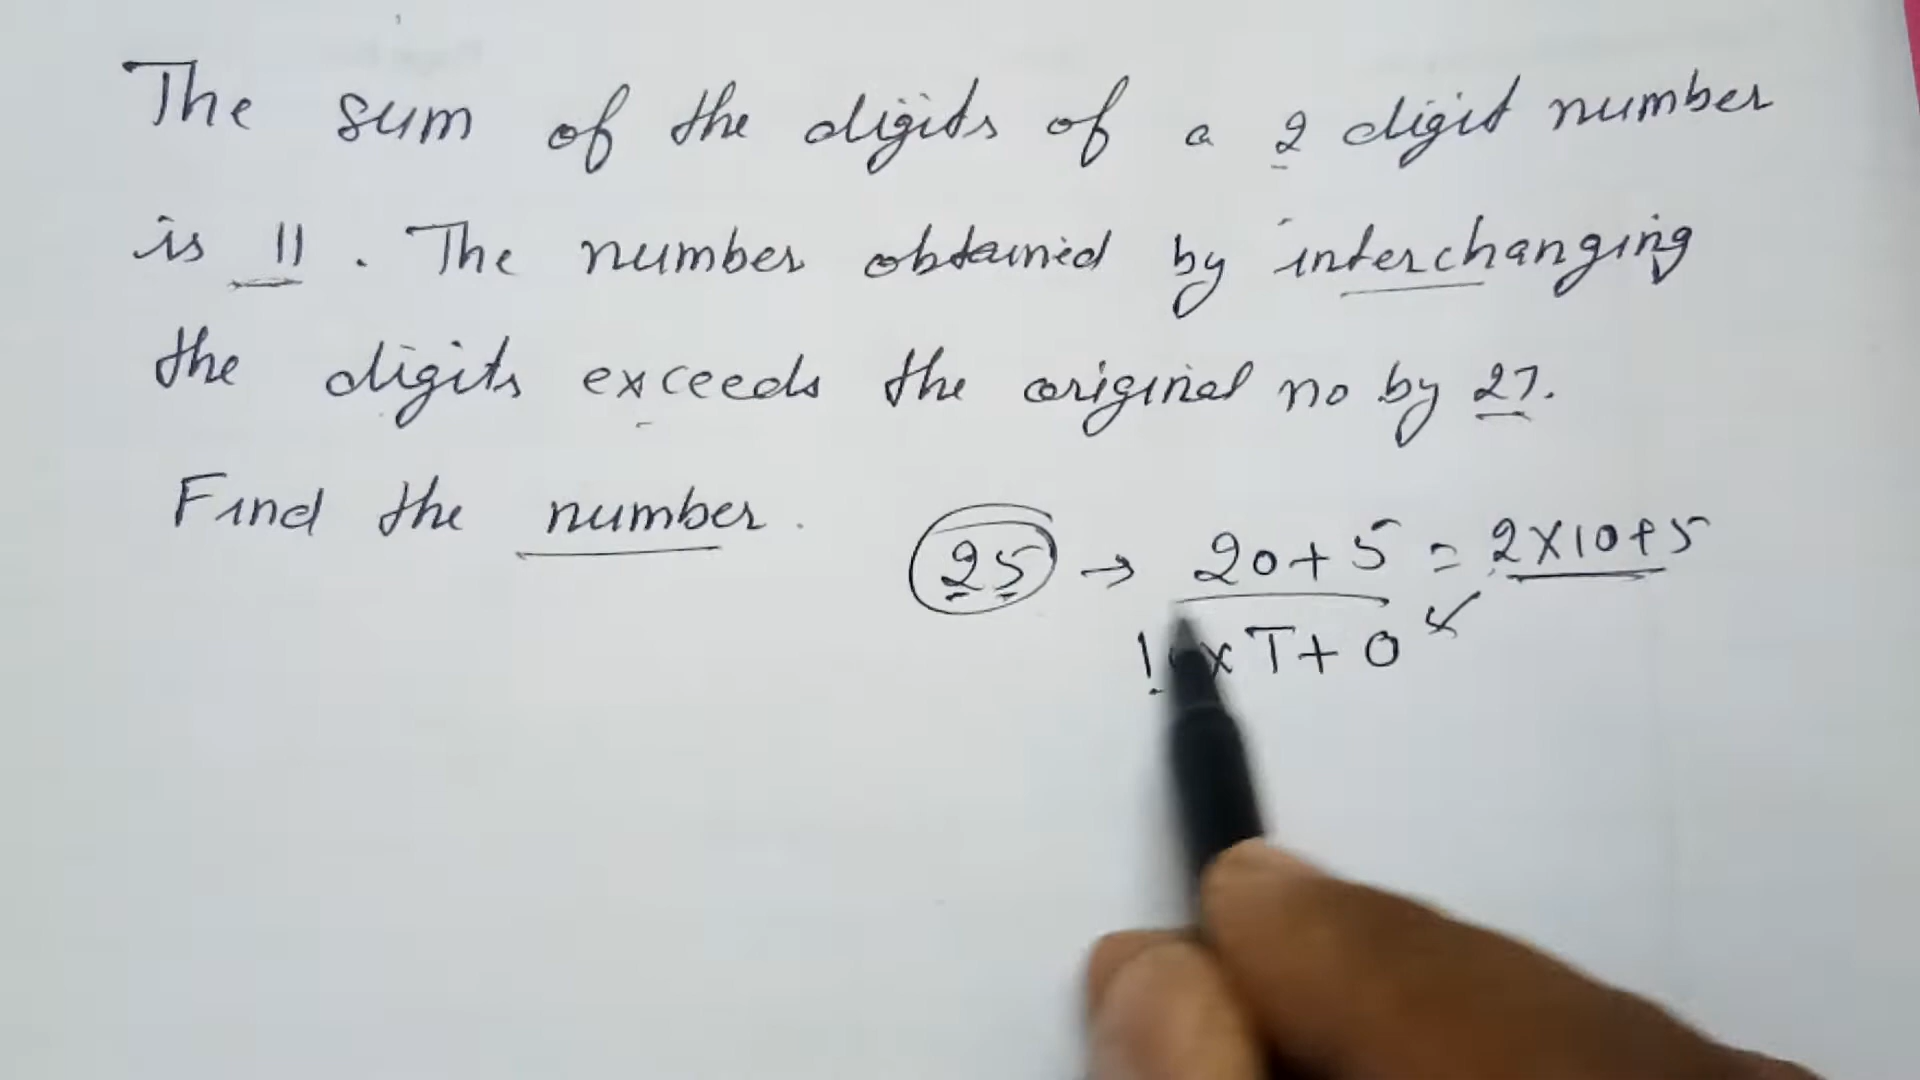 The sum of the digits of a 2 digit number
is 11. The number obtained by interchanging
the digits exceeds the original no by 27.
Find the number.
25 → 20+5 = 2×10+5
×T+0